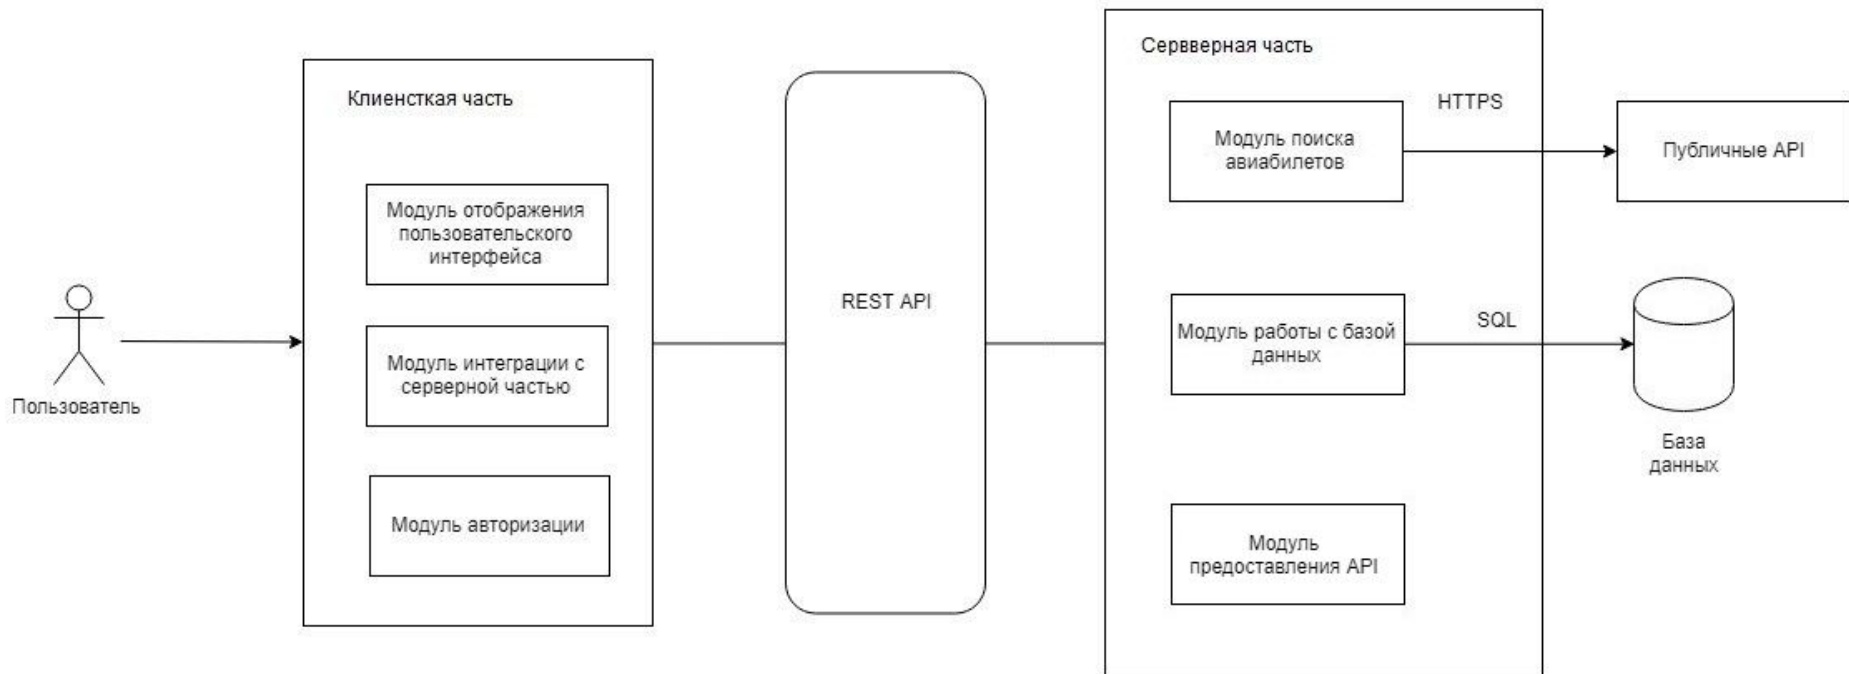 Клиенсткая часть
Модуль отображения
пользовательского
интерфейса
Модуль интеграции с
серверной частью
Модуль авторизации
Пользователь
REST API
Сервверная часть
Модуль поиска
авиабилетов
HTTPS
Публичные API
Модуль работы с базой
данных
SQL
База
данных
Модуль
предоставления API